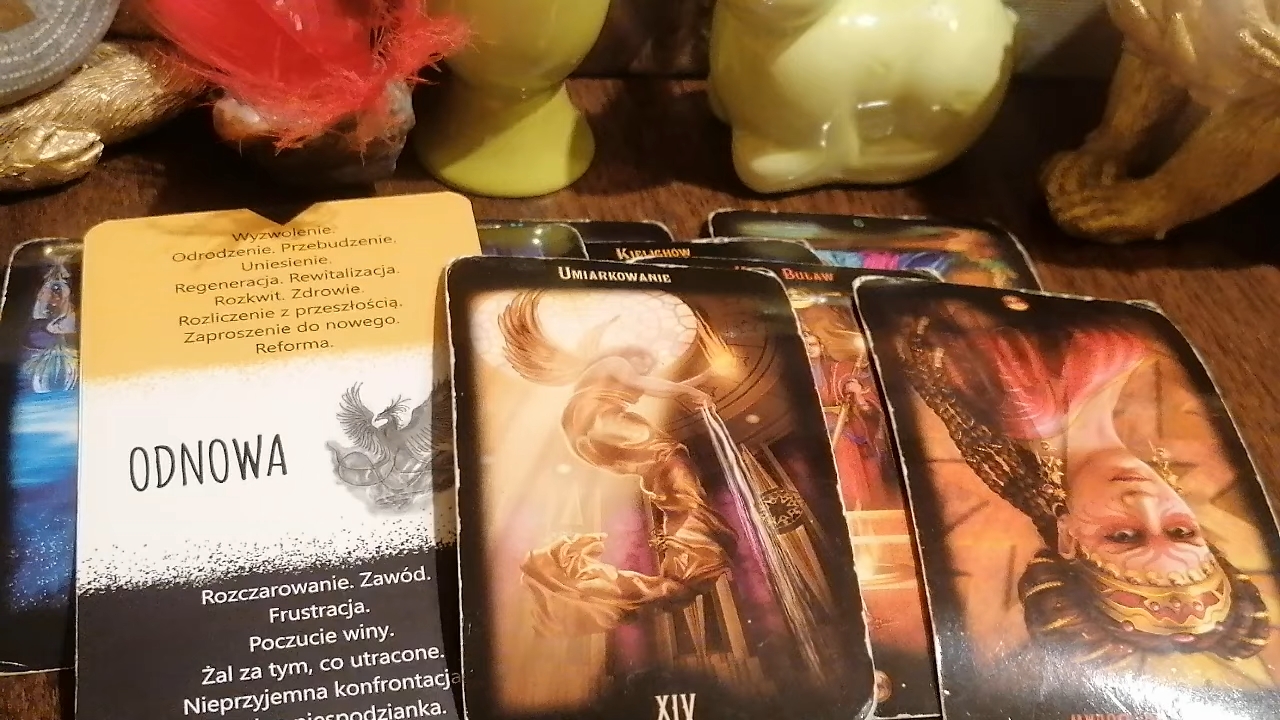 Wyzwolenie.
Odrodzenie. Przebudzenie.
Uniesienie.
Regeneracja. Rewitalizacja.
Rozkwit. Zdrowie.
Rozliczenie z przeszłością.
Zaproszenie do nowego.
Reforma.
ODNOWA
Rozczarowanie. Zawód.
Frustracja.
Poczucie winy.
Żal za tym, co utracone.
Nieprzyjemna konfrontacja
niespodzianka.
Kielichów
Buław
Umiarkowanie
XIV